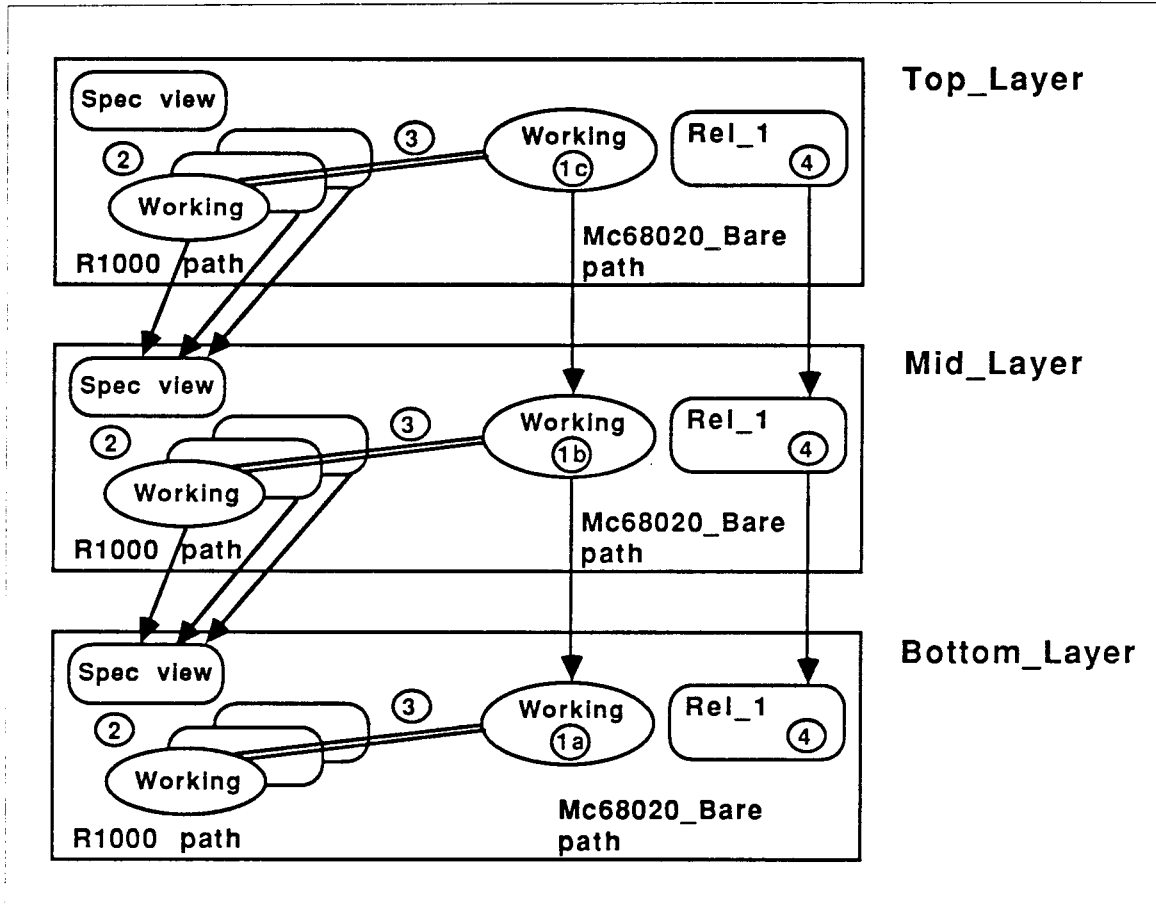 Top_Layer
Spec view
2
3
Working
1c
Rel_1
4
Working
R1000 path
Mc68020_Bare
path
Mid_Layer
Spec view
2
3
Working
1b
Rel_1
4
Working
R1000 path
Mc68020_Bare
path
Bottom_Layer
Spec view
2
3
Working
1a
Rel_1
4
Working
R1000 path
Mc68020_Bare
path